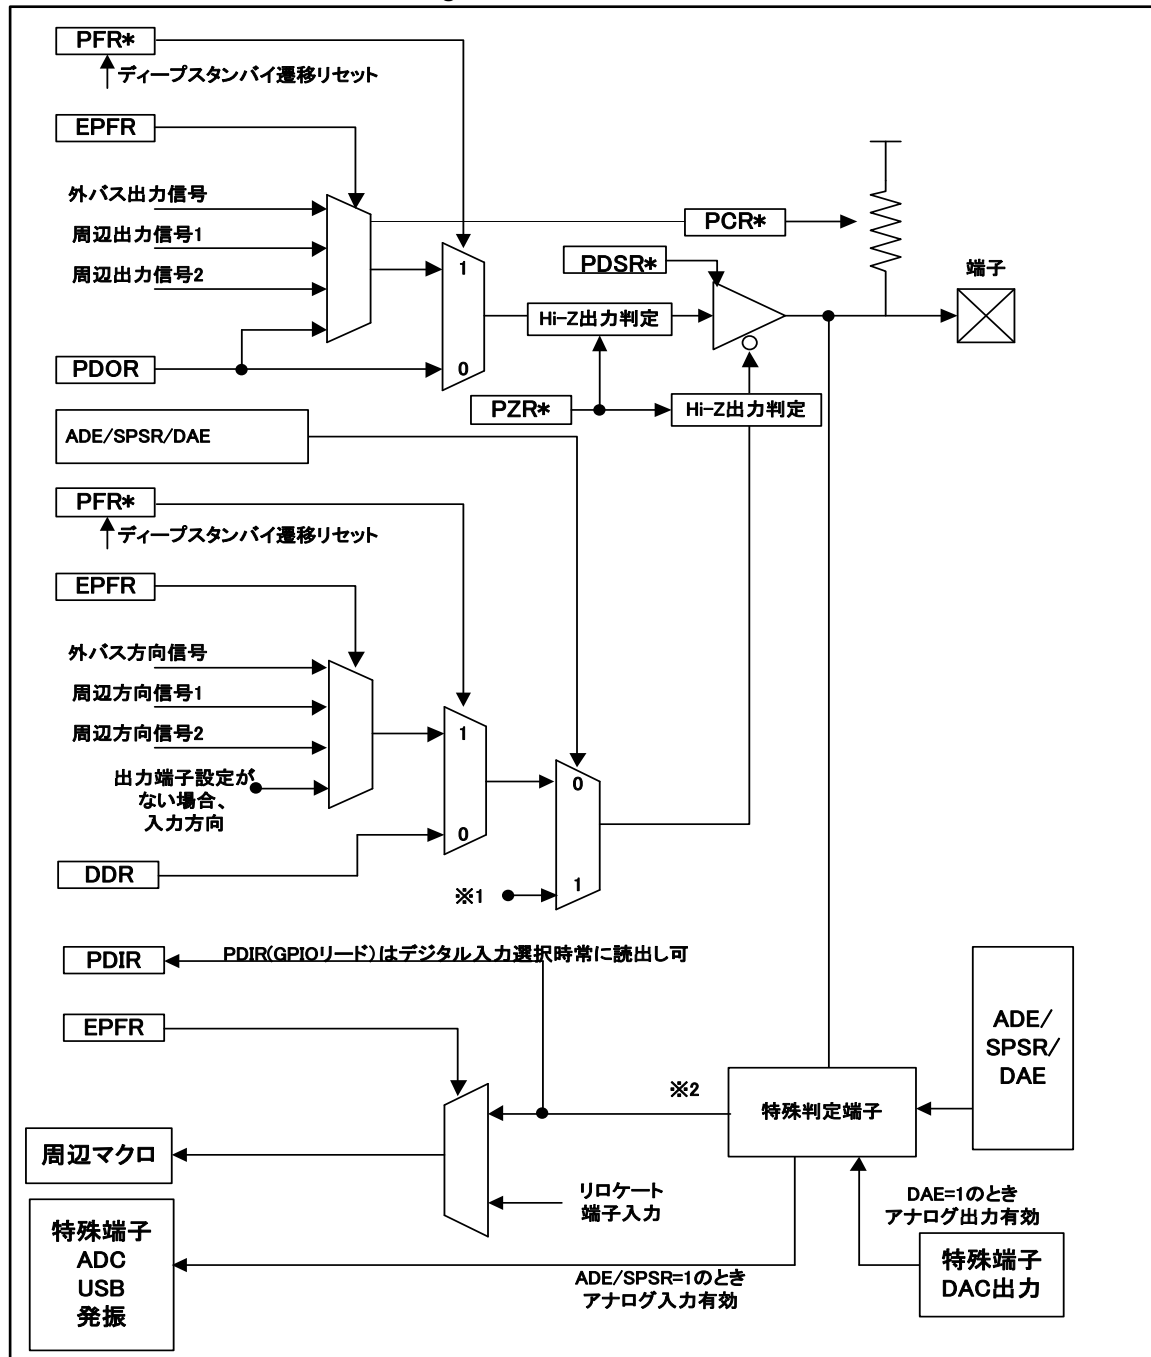 PFR*
ディープスタンバイ遷移リセット
EPFR
外バス出力信号
周辺出力信号1
周辺出力信号2
PCR*
PDSR*
端子
1
Hi-Z出力判定
PDOR
0
PZR*
Hi-Z出力判定
ADE/SPSR/DAE
PFR*
ディープスタンバイ遷移リセット
EPFR
外バス方向信号
周辺方向信号1
周辺方向信号2
1
出力端子設定が
ない場合、
入力方向
0
0
DDR
※1
1
PDIR
PDIR(GPIOリード)はデジタル入力選択時常に読出し可
EPFR
ADE/
SPSR/
DAE
※2
特殊判定端子
周辺マクロ
リロケート
端子入力
DAE=1のとき
アナログ出力有効
特殊端子
ADC
USB
発振
ADE/SPSR=1のとき
アナログ入力有効
特殊端子
DAC出力